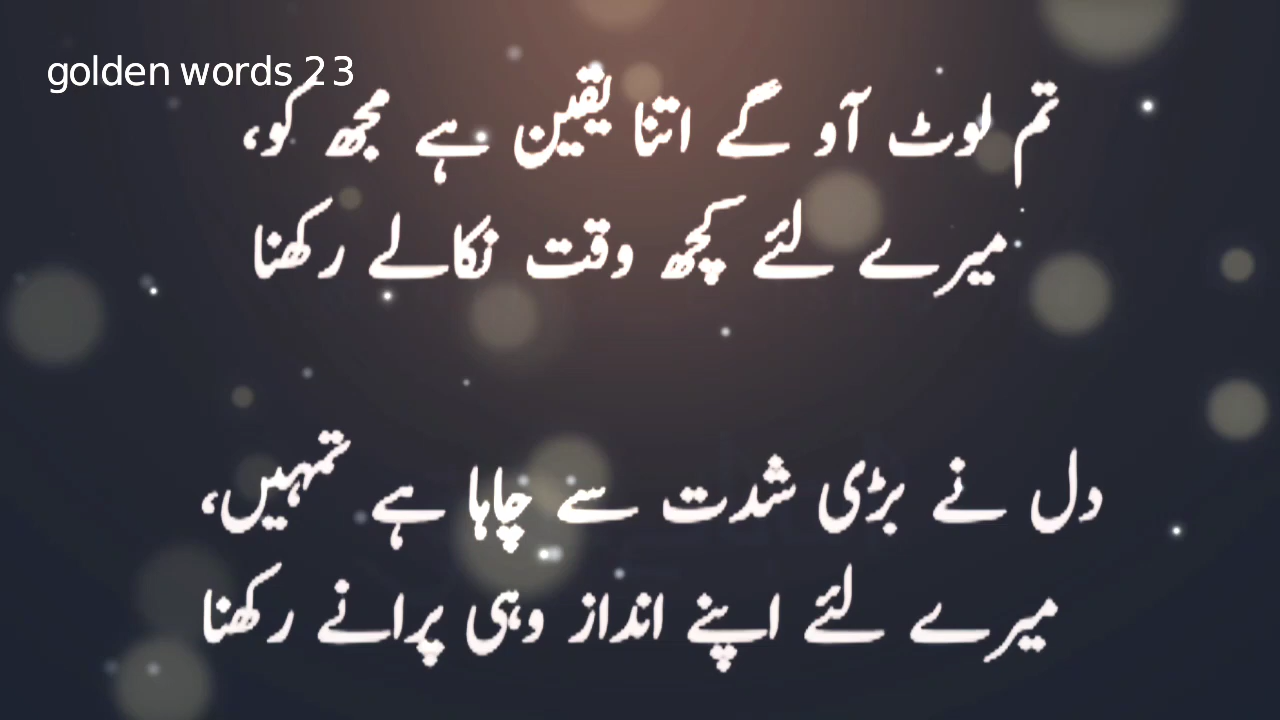 golden words 23
تم لوٹ آو گے اتنا یقین ہے مجھ کو،
میرے لئے کچھ وقت نکالے رکھنا
دل نے بڑی شدت سے چاہا ہے تمہیں،
میرے لئے اپنے انداز وہی پرانے رکھنا